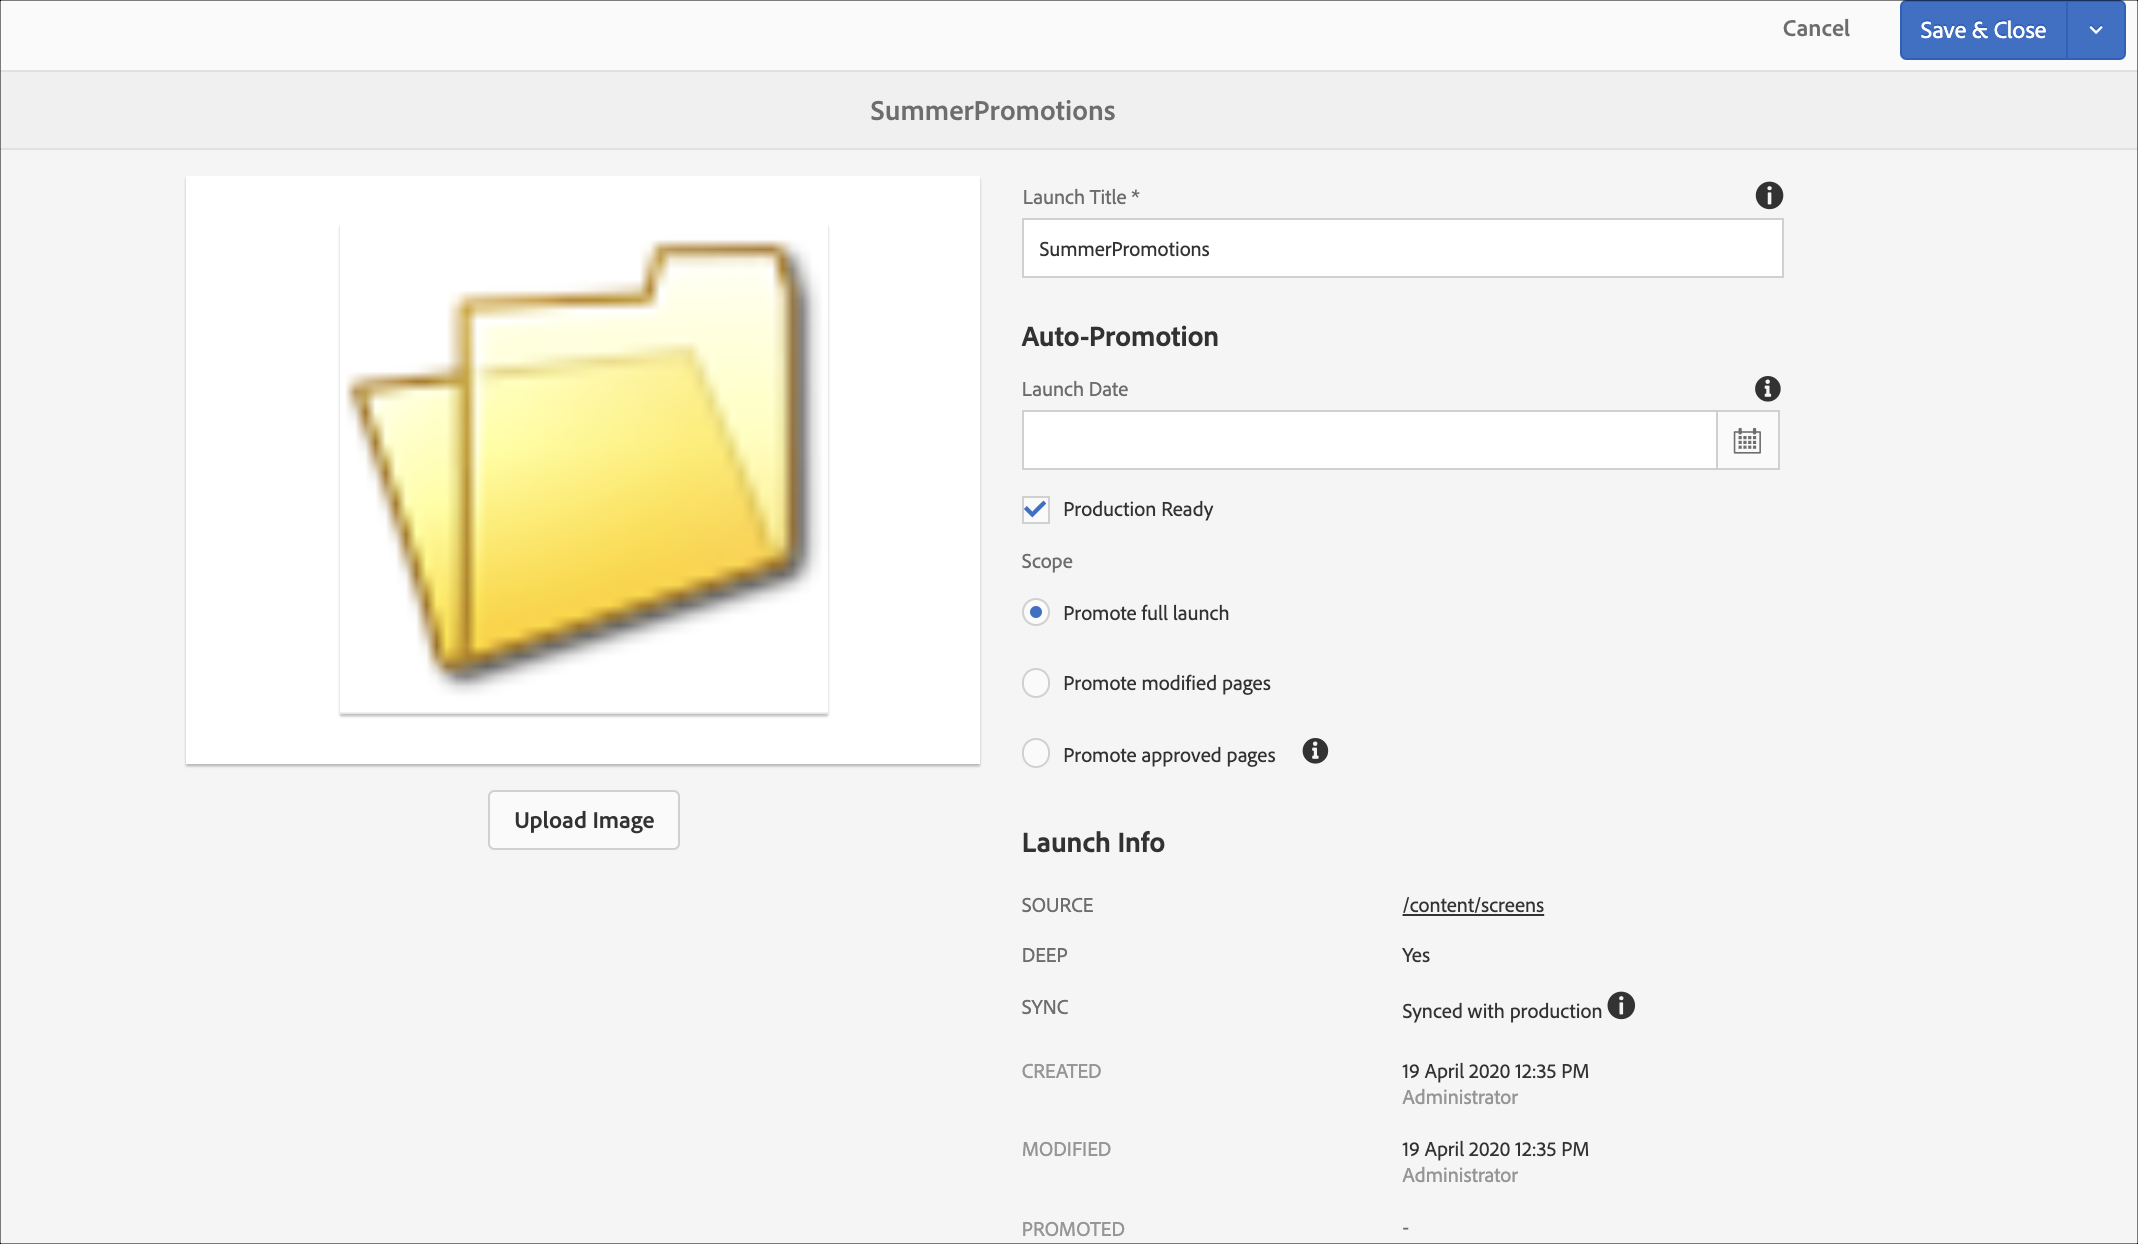 Cancel
Save & Close
SummerPromotions
Launch Title *
SummerPromotions
Auto-Promotion
Launch Date
Production Ready
Scope
Promote full launch
Promote modified pages
Promote approved pages
Upload Image
Launch Info
SOURCE /content/screens
DEEP Yes
SYNC Synced with production
CREATED 19 April 2020 12:35 PM
Administrator
MODIFIED 19 April 2020 12:35 PM
Administrator
PROMOTED -